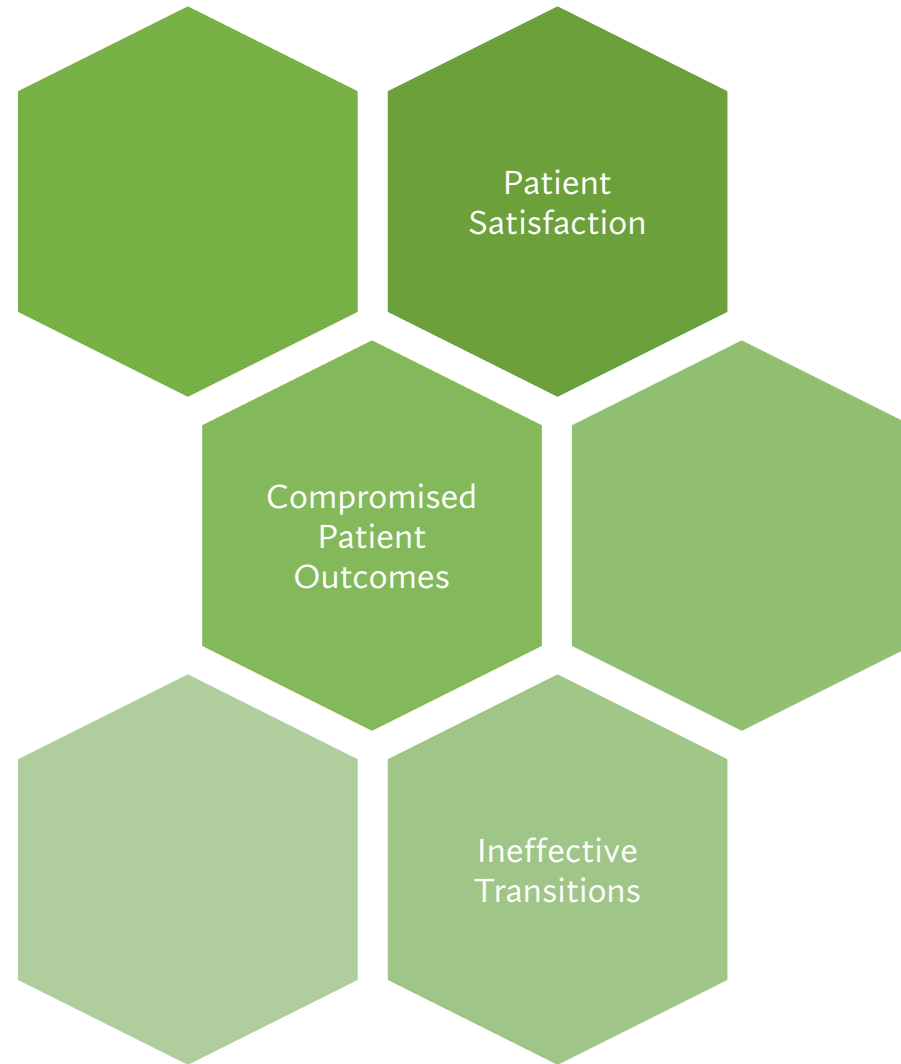 Patient
Satisfaction
Compromised
Patient
Outcomes
Ineffective
Transitions